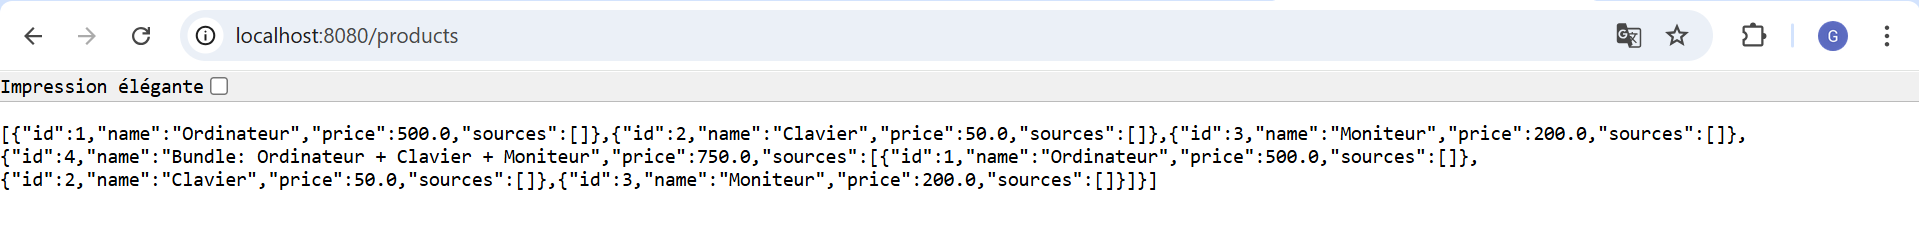 localhost:8080/products
G
Impression élégante
[{"id":1,"name":"Ordinateur","price":500.0,"sources":[]},{"id":2,"name":"Clavier","price":50.0,"sources":[]},{"id":3,"name":"Moniteur","price":200.0,"sources":[]},
{"id":4,"name":"Bundle: Ordinateur + Clavier + Moniteur","price":750.0,"sources":[{"id":1,"name":"Ordinateur","price":500.0,"sources":[]},
{"id":2,"name":"Clavier","price":50.0,"sources":[]},{"id":3,"name":"Moniteur","price":200.0,"sources":[]}]}]